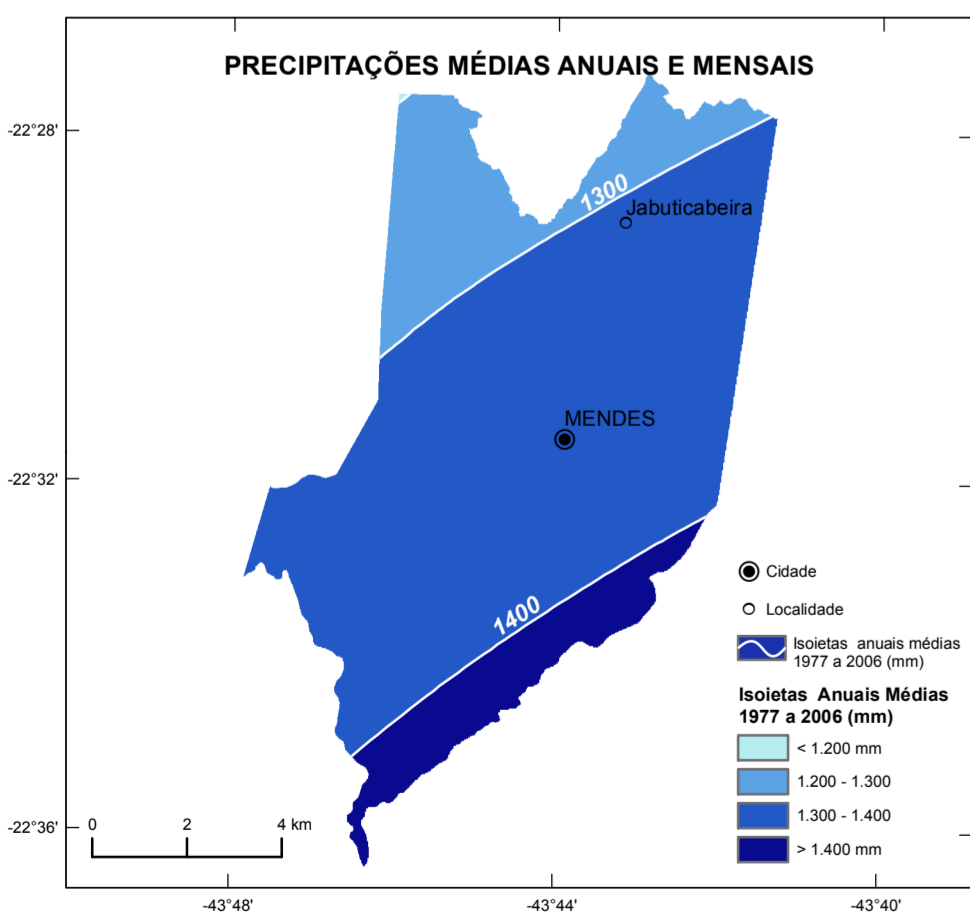 PRECIPITAÇÕES MÉDIAS ANUAIS E MENSAIS
-22°28'
1300
Jabuticabeira
MENDES
-22°32'
Cidade
1400
Localidade
Isoietas anuais médias
1977 a 2006 (mm)
Isoietas Anuais Médias
1977 a 2006 (mm)
< 1.200 mm
1.200 - 1.300
1.300 - 1.400
> 1.400 mm
0 2 4 km
-22°36'
-43°48' -43°44' -43°40'